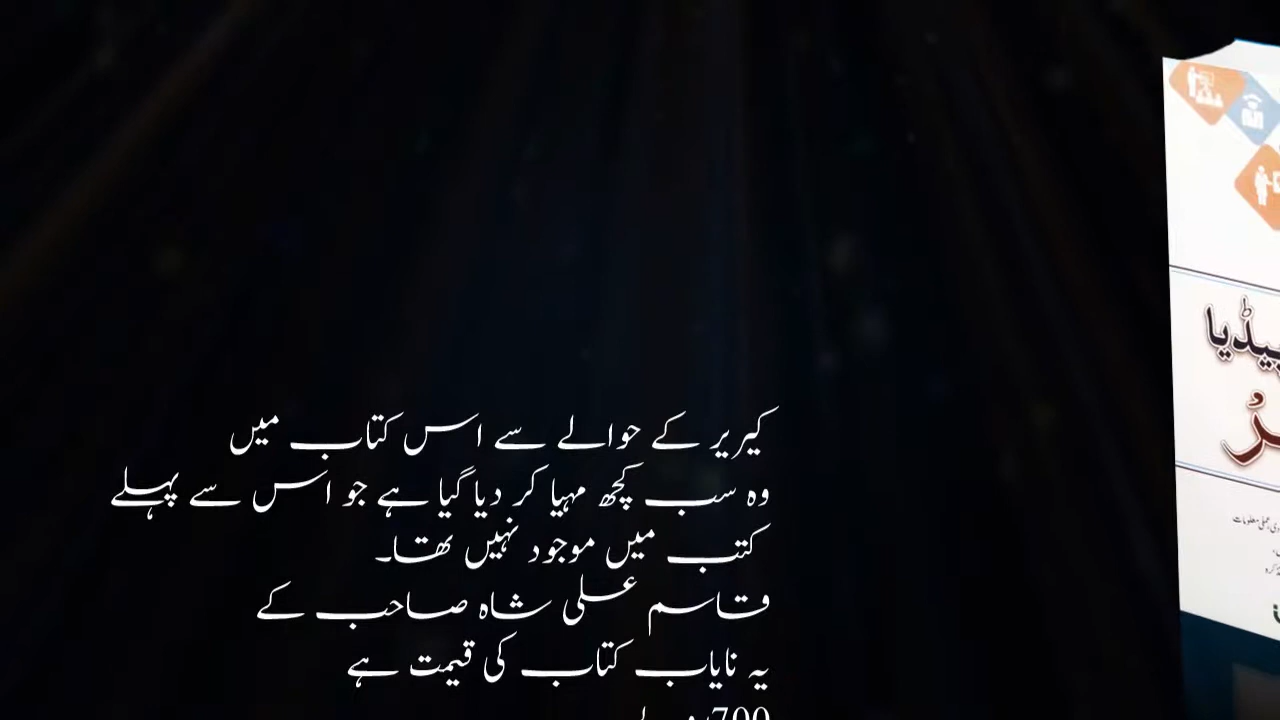 کیریر کے حوالے سے اس کتاب میں
وہ سب کچھ مہیا کر دیا گیا ہے جو اس سے پہلے
کتب میں موجود نہیں تھا۔
قاسم علی شاہ صاحب کے
یہ نایاب کتاب کی قیمت ہے
700